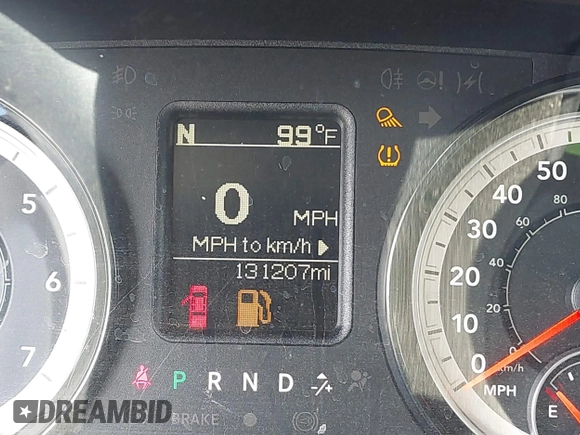 N 99°F
0 MPH
MPH to km/h
131207mi
P R N D -/+
BRAKE
5
6
7
50
40
30
20
10
0
MPH
80
60
40
20
0
km/h
E
DREAMBID